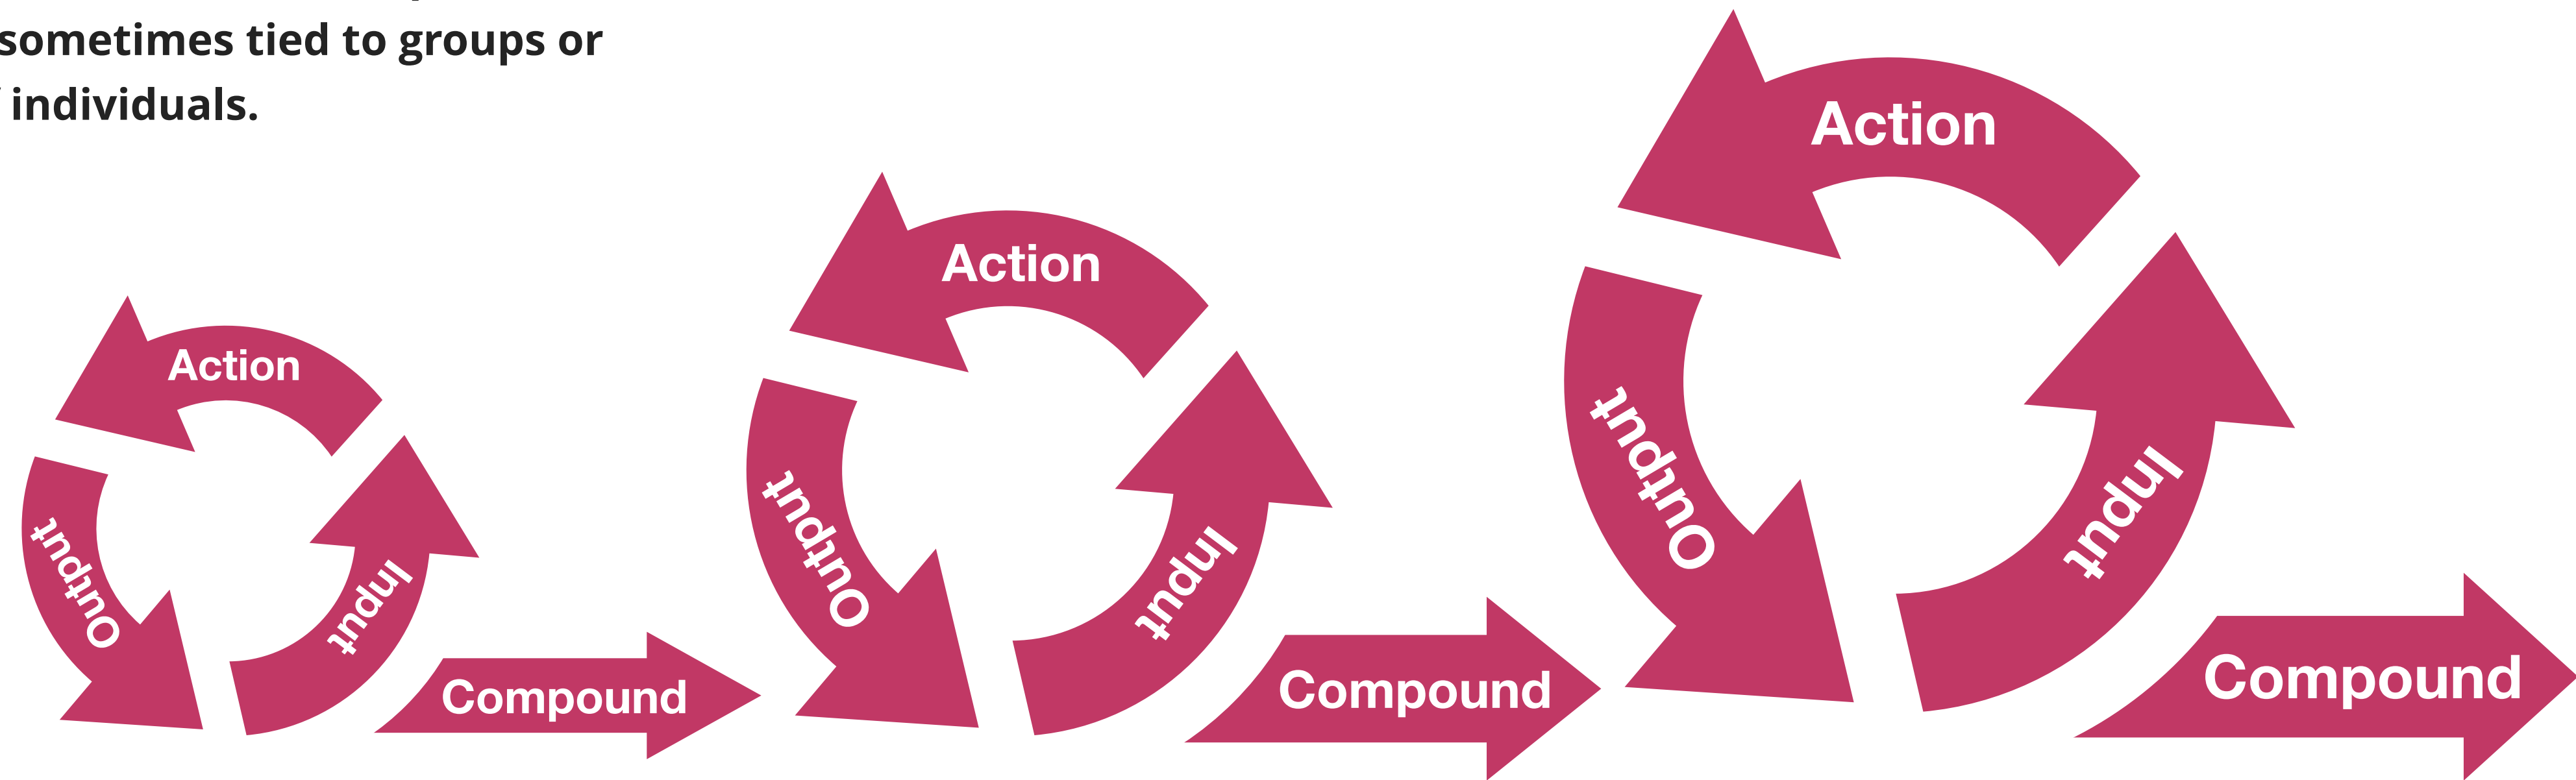 sometimes tied to groups or
individuals.
Action
Output
Input
Compound
Action
Output
Input
Compound
Action
Output
Input
Compound